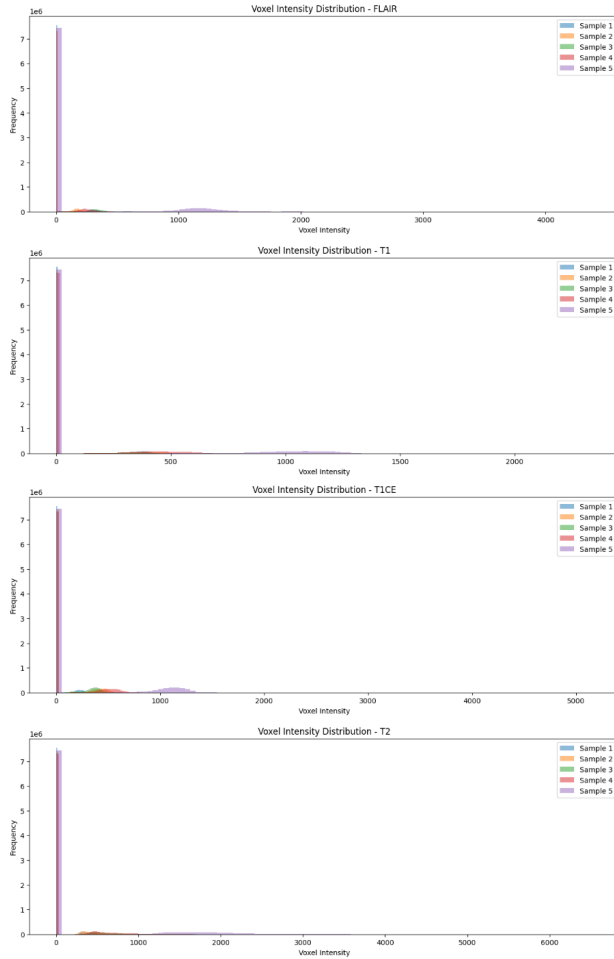 Voxel Intensity Distribution - FLAIR
1e6
Sample 1
Sample 2
Sample 3
Sample 4
Sample 5
7
6
5
4
3
2
1
0
Frequency
0 1000 2000 3000 4000
Voxel Intensity
Voxel Intensity Distribution - T1
1e6
Sample 1
Sample 2
Sample 3
Sample 4
Sample 5
7
6
5
4
3
2
1
0
Frequency
0 500 1000 1500 2000
Voxel Intensity
Voxel Intensity Distribution - T1CE
1e6
Sample 1
Sample 2
Sample 3
Sample 4
Sample 5
7
6
5
4
3
2
1
0
Frequency
0 1000 2000 3000 4000 5000
Voxel Intensity
Voxel Intensity Distribution - T2
1e6
Sample 1
Sample 2
Sample 3
Sample 4
Sample 5
7
6
5
4
3
2
1
0
Frequency
0 1000 2000 3000 4000 5000 6000
Voxel Intensity